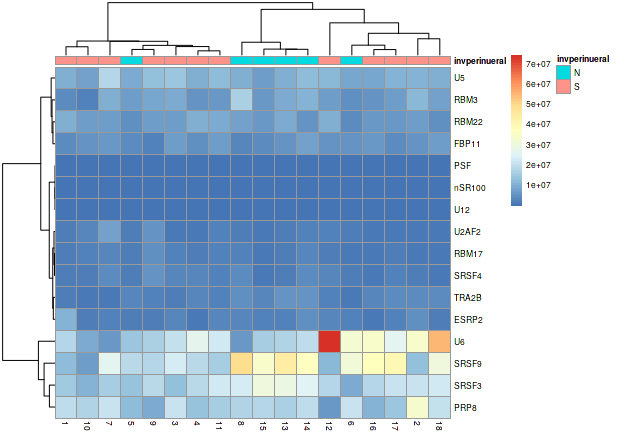 invperinueral
U5
RBM3
RBM22
FBP11
PSF
nSR100
U12
U2AF2
RBM17
SRSF4
TRA2B
ESRP2
U6
SRSF9
SRSF3
PRP8
1 10 7 5 9 3 4 11 8 15 13 14 12 6 16 17 2 18
7e+07
6e+07
5e+07
4e+07
3e+07
2e+07
1e+07
invperinueral
N
S